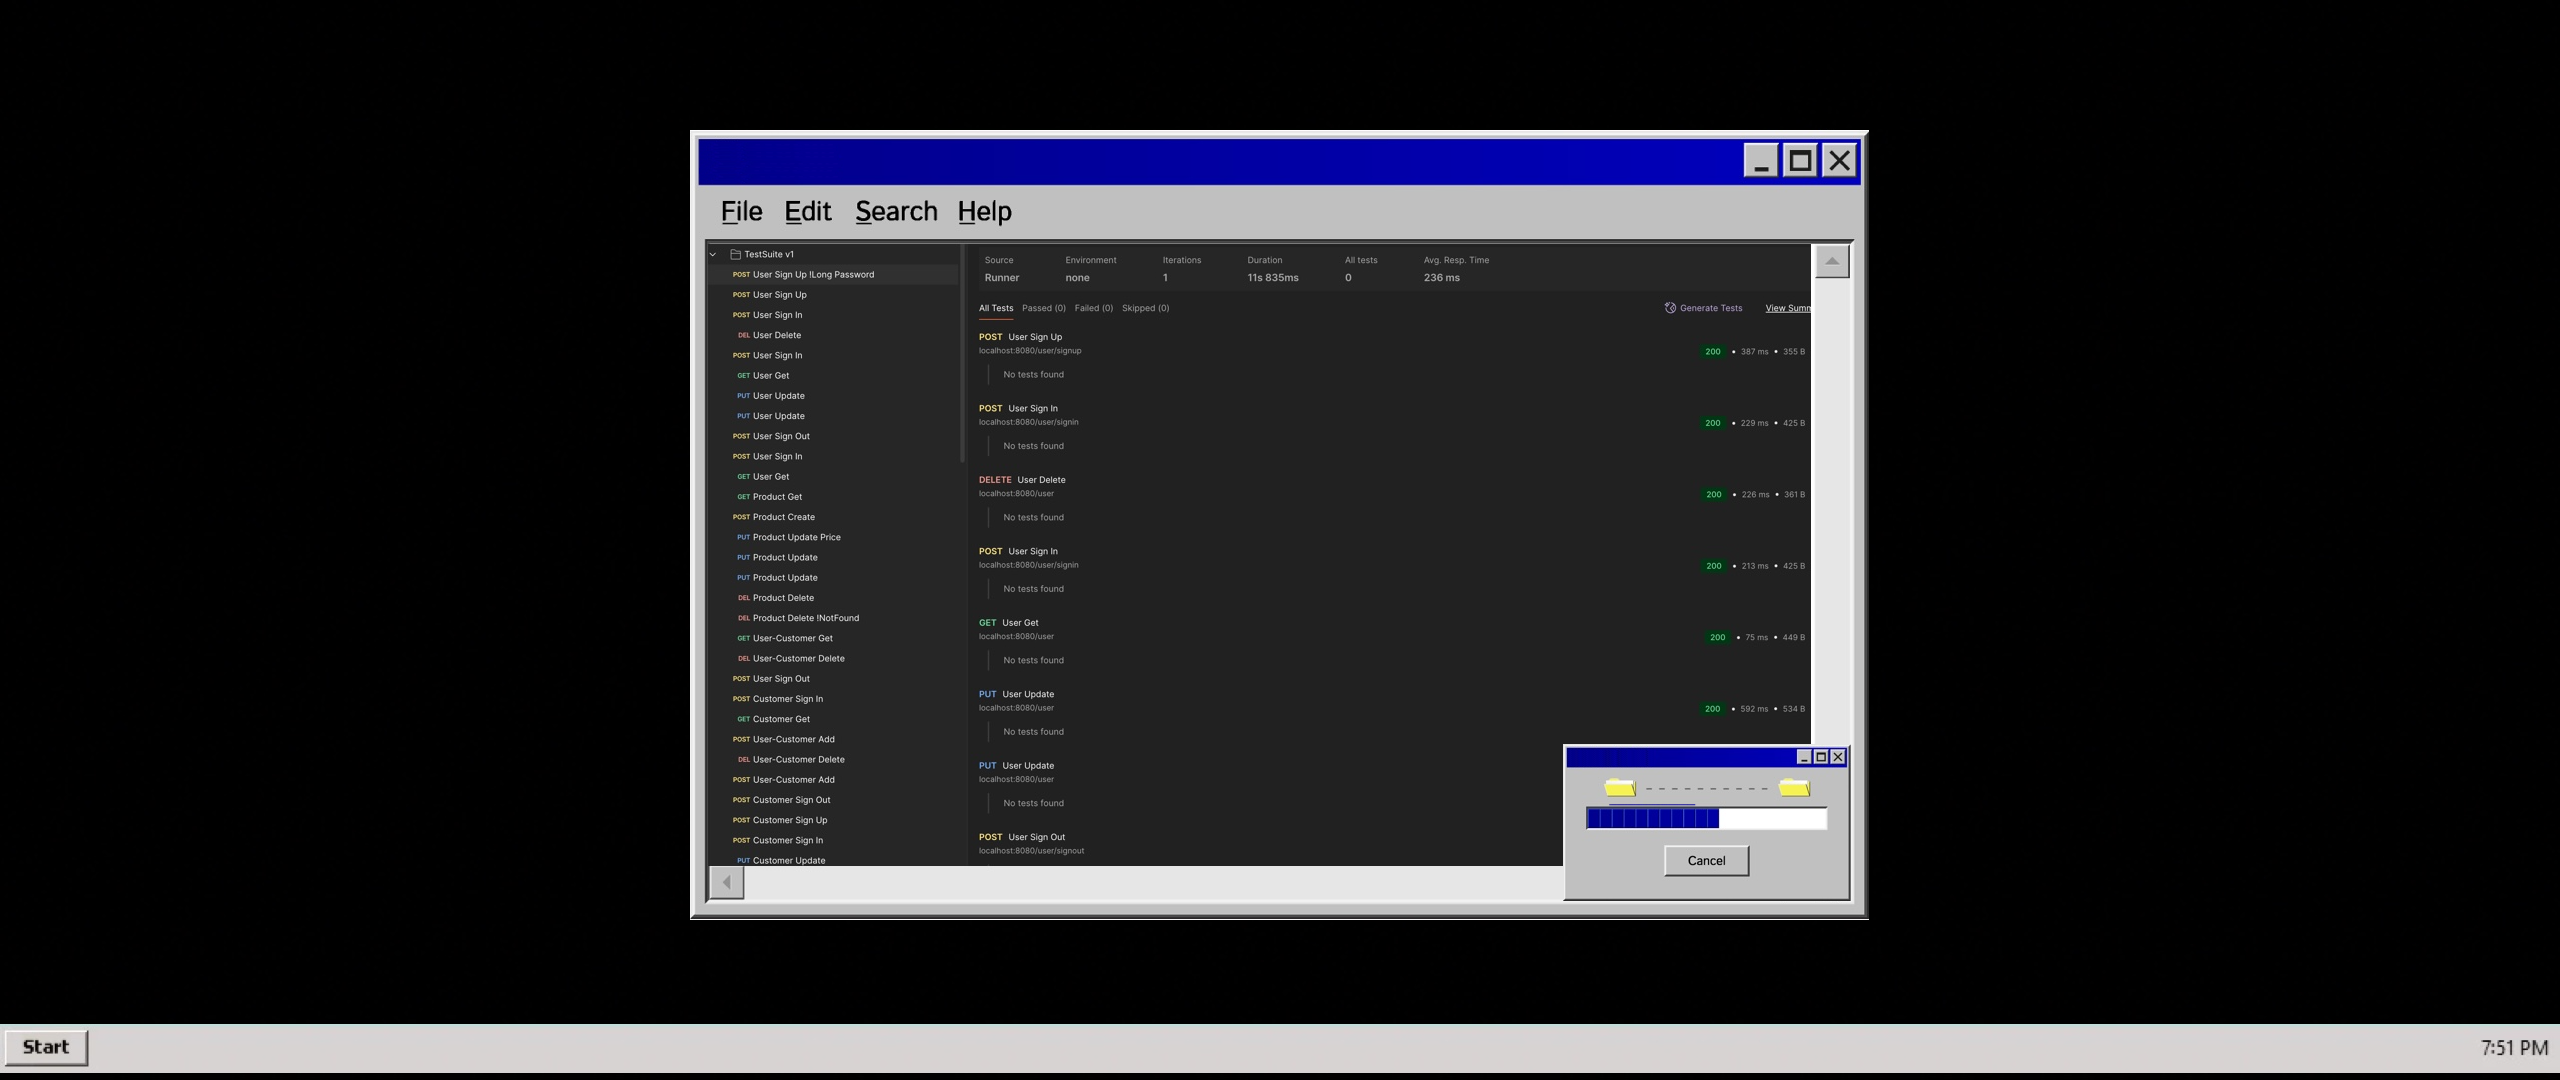 File Edit Search Help
TestSuite v1
POST User Sign Up !Long Password
POST User Sign Up
POST User Sign In
DEL User Delete
POST User Sign In
GET User Get
PUT User Update
PUT User Update
POST User Sign Out
POST User Sign In
GET User Get
GET Product Get
POST Product Create
PUT Product Update Price
PUT Product Update
PUT Product Update
DEL Product Delete
DEL Product Delete !NotFound
GET User-Customer Get
DEL User-Customer Delete
POST User Sign Out
POST Customer Sign In
GET Customer Get
POST User-Customer Add
DEL User-Customer Delete
POST User-Customer Add
POST Customer Sign Out
POST Customer Sign Up
POST Customer Sign In
PUT Customer Update
Source Environment Iterations Duration All tests Avg. Resp. Time
Runner none 1 11s 835ms 0 236 ms
All Tests Passed (0) Failed (0) Skipped (0) Generate Tests View Summ
POST User Sign Up
localhost:8080/user/signup 200 • 387 ms • 355 B
No tests found
POST User Sign In
localhost:8080/user/signin 200 • 229 ms • 425 B
No tests found
DELETE User Delete
localhost:8080/user 200 • 226 ms • 361 B
No tests found
POST User Sign In
localhost:8080/user/signin 200 • 213 ms • 425 B
No tests found
GET User Get
localhost:8080/user 200 • 75 ms • 449 B
No tests found
PUT User Update
localhost:8080/user 200 • 592 ms • 534 B
No tests found
PUT User Update
localhost:8080/user
No tests found
POST User Sign Out
localhost:8080/user/signout
Cancel
Start 7:51 PM